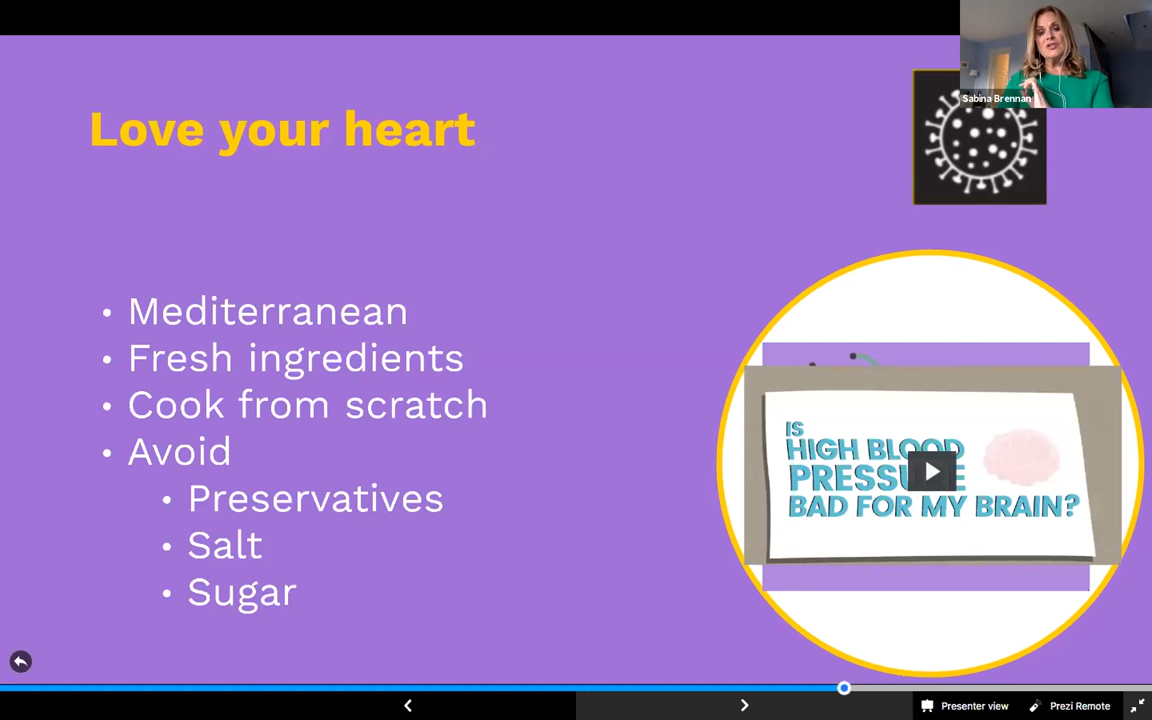 Sabina Brennan
Love your heart
• Mediterranean
• Fresh ingredients
• Cook from scratch
• Avoid
• Preservatives
• Salt
• Sugar
IS
HIGH BLOOD
PRESSURE
BAD FOR MY BRAIN?
Presenter view
Prezi Remote